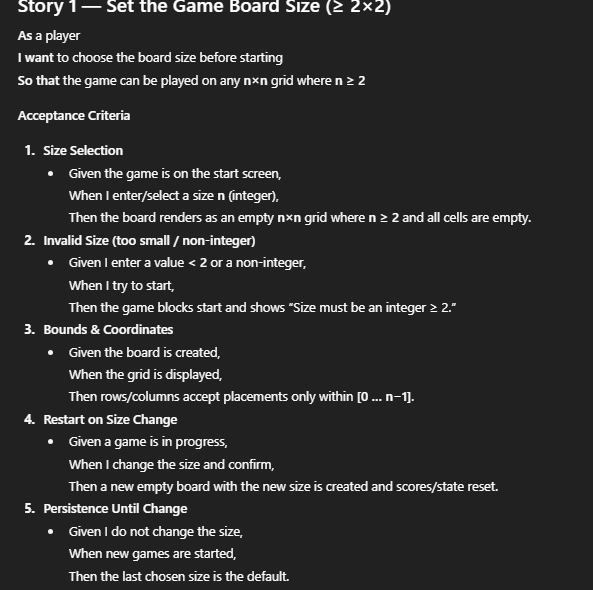 Story 1 — Set the Game Board Size (≥ 2×2)
As a player
I want to choose the board size before starting
So that the game can be played on any n×n grid where n ≥ 2
Acceptance Criteria
1. Size Selection
• Given the game is on the start screen,
When I enter/select a size n (integer),
Then the board renders as an empty n×n grid where n ≥ 2 and all cells are empty.
2. Invalid Size (too small / non-integer)
• Given I enter a value < 2 or a non-integer,
When I try to start,
Then the game blocks start and shows “Size must be an integer ≥ 2.”
3. Bounds & Coordinates
• Given the board is created,
When the grid is displayed,
Then rows/columns accept placements only within [0 … n−1].
4. Restart on Size Change
• Given a game is in progress,
When I change the size and confirm,
Then a new empty board with the new size is created and scores/state reset.
5. Persistence Until Change
• Given I do not change the size,
When new games are started,
Then the last chosen size is the default.